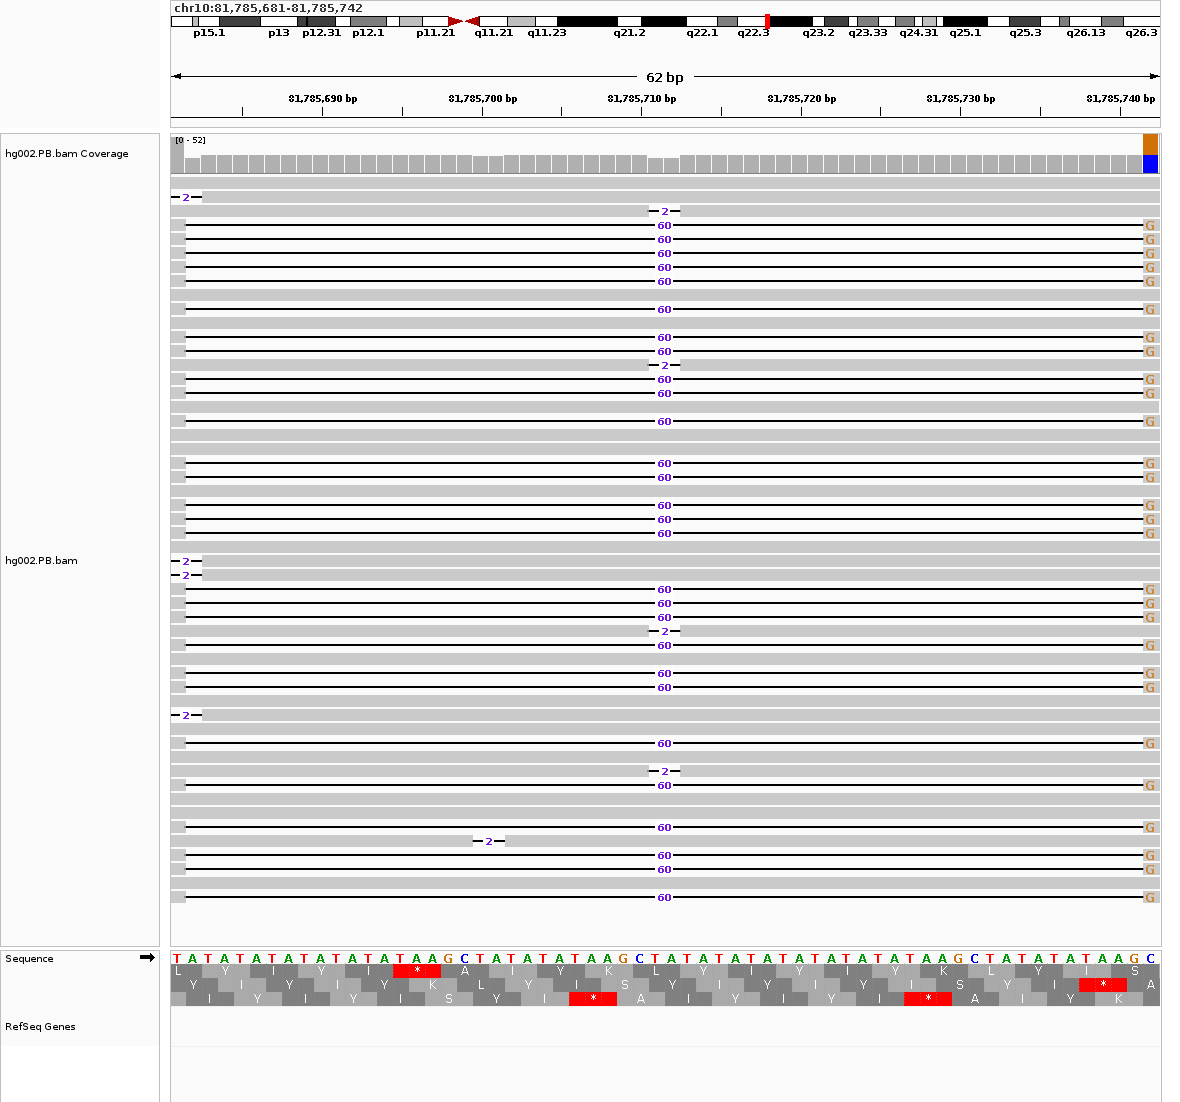 chr10:81,785,681-81,785,742
p15.1 p13 p12.31 p12.1 p11.21 q11.21 q11.23 q21.2 q22.1 q22.3 q23.2 q23.33 q24.31 q25.1 q25.3 q26.13 q26.3
62 bp
81,785,690 bp 81,785,700 bp 81,785,710 bp 81,785,720 bp 81,785,730 bp 81,785,740 bp
[0 - 52]
hg002.PB.bam Coverage
2
2
60 G
60 G
60 G
60 G
60 G
60 G
60 G
60 G
2
60 G
60 G
60 G
60 G
60 G
60 G
60 G
60 G
hg002.PB.bam 2
2
60 G
60 G
60 G
2
60 G
60 G
60 G
2
60 G
2
60 G
60 G
2
60 G
60 G
60 G
Sequence T A T A T A T A T A T A T A T A A G C T A T A T A T A A G C T A T A T A T A T A T A T A T A A G C T A T A T A T A A G C
L Y I Y I * A I Y K L Y I Y I Y K L Y I S
Y I Y I Y K L Y I S Y I Y I Y I S Y I * A
I Y I Y I S Y I * A I Y I Y I * A I Y K
RefSeq Genes